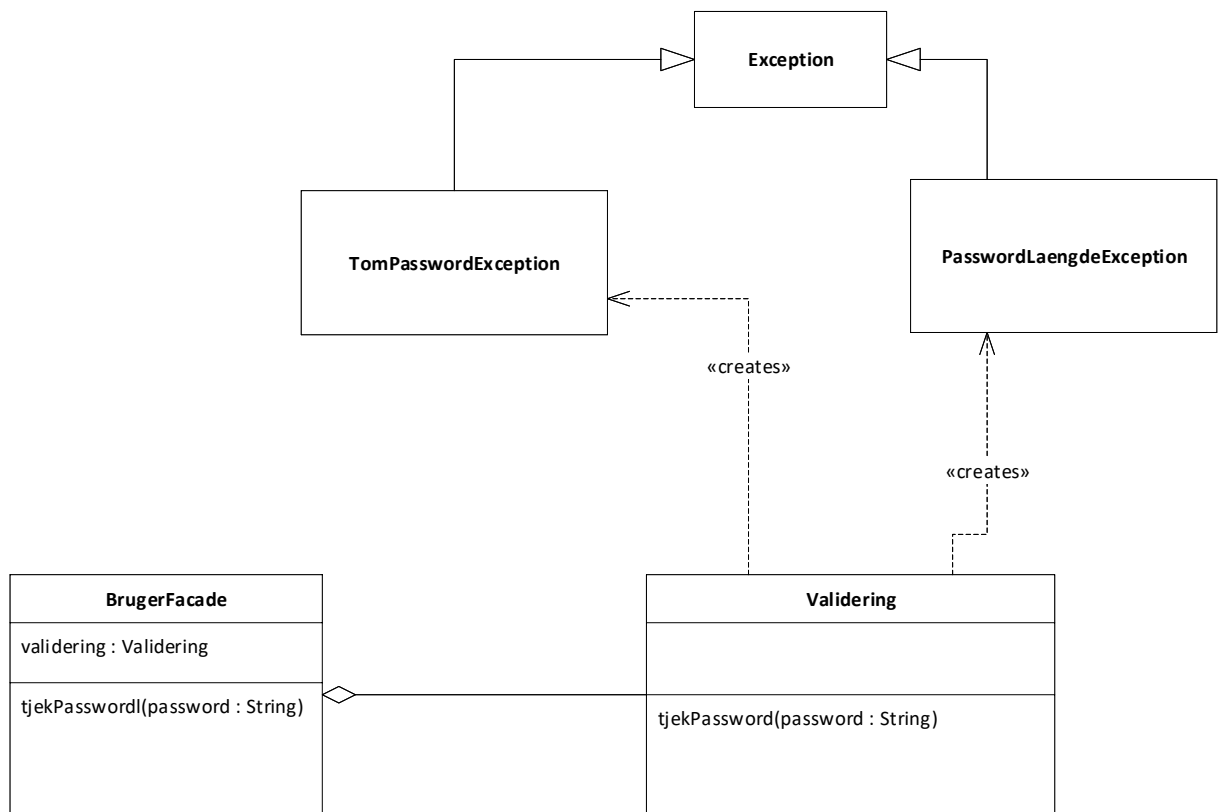 Exception
TomPasswordException
PasswordLaengdeException
«creates»
«creates»
BrugerFacade
validering : Validering
tjekPasswordl(password : String)
Validering
tjekPassword(password : String)